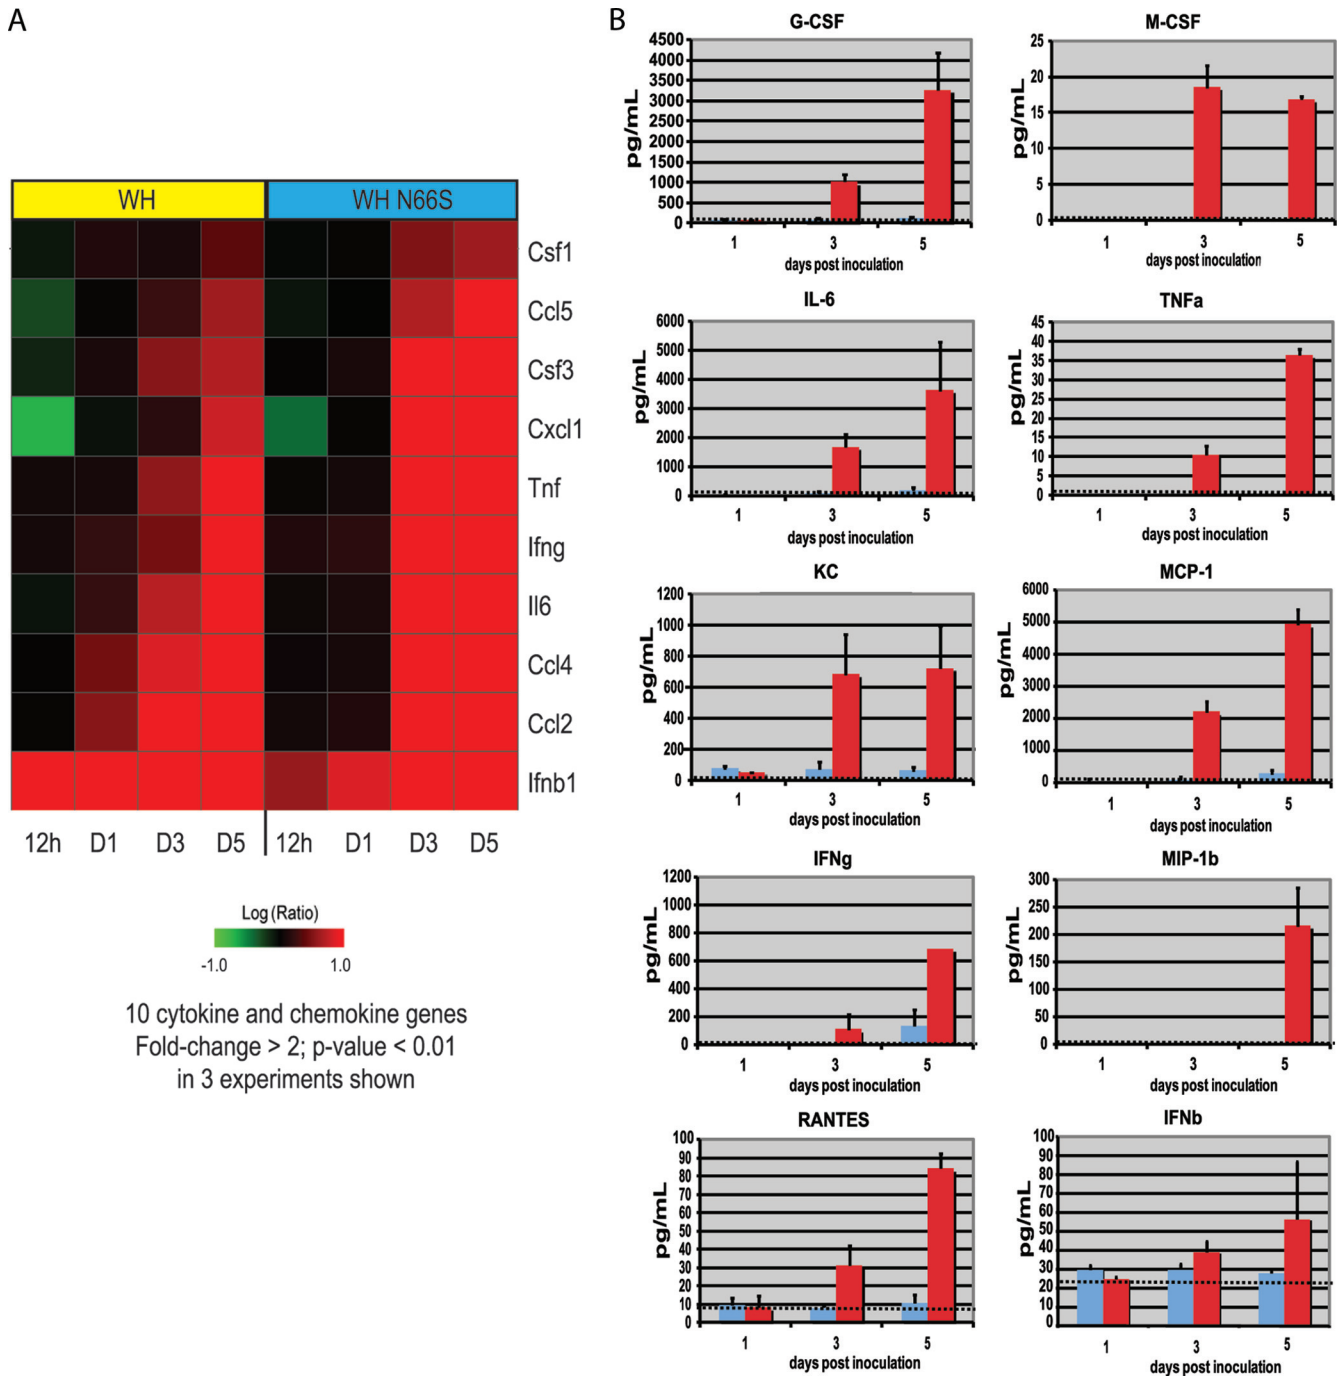 A
WH WH N66S
Csf1
Ccl5
Csf3
Cxcl1
Tnf
Ifng
Il6
Ccl4
Ccl2
Ifnb1
12h D1 D3 D5 12h D1 D3 D5
Log (Ratio)
-1.0 1.0
10 cytokine and chemokine genes
Fold-change > 2; p-value < 0.01
in 3 experiments shown
B
G-CSF
pg/mL
4500
4000
3500
3000
2500
2000
1500
1000
500
0
1 3 5
days post inoculation
M-CSF
pg/mL
25
20
15
10
5
0
1 3 5
days post inoculation
IL-6
pg/mL
6000
5000
4000
3000
2000
1000
0
1 3 5
days post inoculation
TNFa
pg/mL
45
40
35
30
25
20
15
10
5
0
1 3 5
days post inoculation
KC
pg/mL
1200
1000
800
600
400
200
0
1 3 5
days post inoculation
MCP-1
pg/mL
6000
5000
4000
3000
2000
1000
0
1 3 5
days post inoculation
IFNg
pg/mL
1200
1000
800
600
400
200
0
1 3 5
days post inoculation
MIP-1b
pg/mL
300
250
200
150
100
50
0
1 3 5
days post inoculation
RANTES
pg/mL
100
90
80
70
60
50
40
30
20
10
0
1 3 5
days post inoculation
IFNb
pg/mL
100
90
80
70
60
50
40
30
20
10
0
1 3 5
days post inoculation